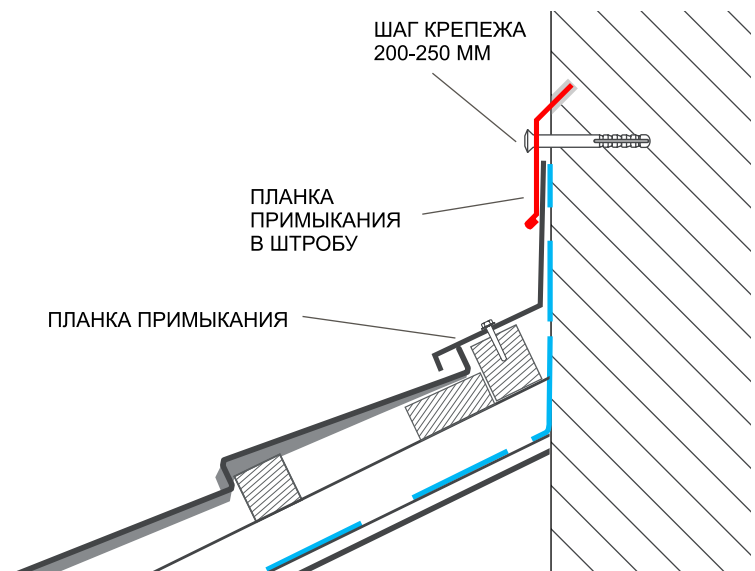 ШАГ КРЕПЕЖА
200-250 ММ
ПЛАНКА
ПРИМЫКАНИЯ
В ШТРОБУ
ПЛАНКА ПРИМЫКАНИЯ